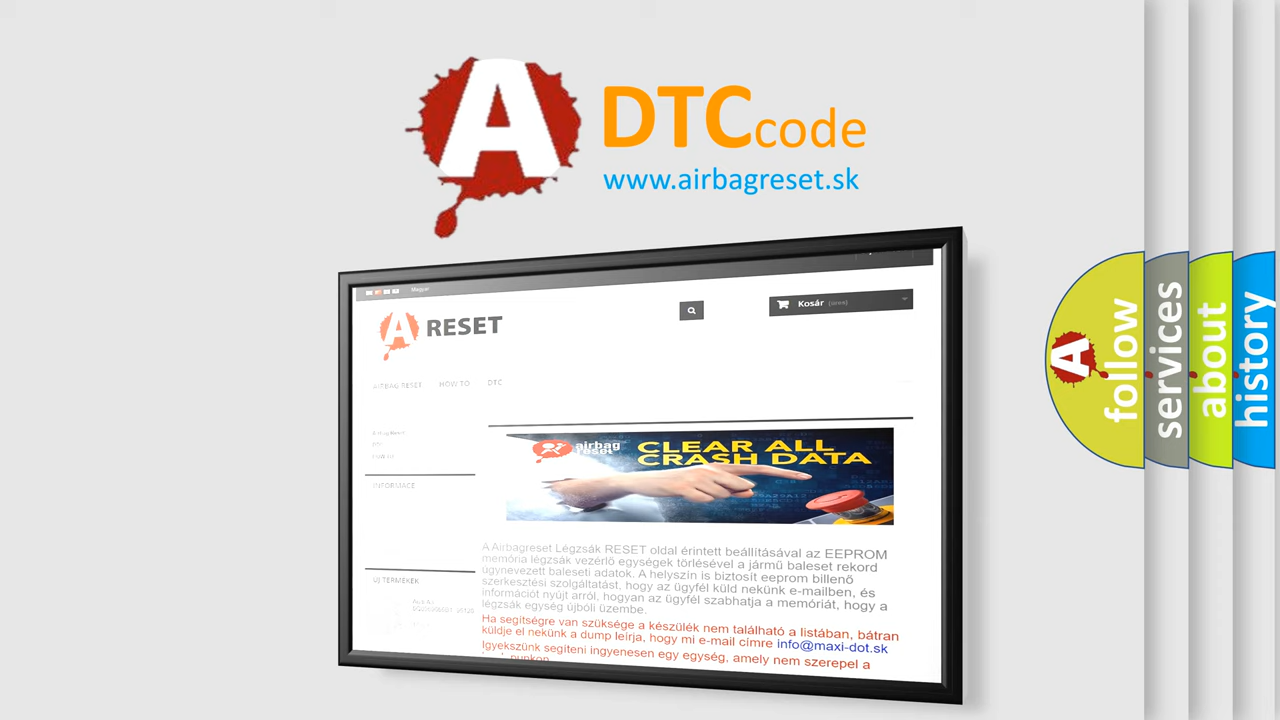 A DTC code
www.airbagreset.sk
Magyar
Kosár (üres)
A RESET
AIRBAG RESET HOW TO DTC
INFORMACE
airbag
reset
CLEAR ALL
CRASH DATA
A Airbagreset Légzsák RESET oldal érintett beállításával az EEPROM
memória légzsák vezérlő egységek törlésével a jármű baleset rekord
úgynevezett baleseti adatok. A helyszín is biztosít eeprom billenő
szerkesztési szolgáltatást, hogy az ügyfél küld nekünk e-mailben, és
információt nyújt arról, hogyan az ügyfél szabhatja a memóriát, hogy a
légzsák egység újbóli üzembe.
Ha segítségre van szüksége a készülék nem található a listában, bátran
küldje el nekünk a dump leírja, hogy mi e-mail címre info@maxi-dot.sk
Igyekszünk segíteni ingyenesen egy egység, amely nem szerepel a
ÚJ TERMÉKEK
A follow
services
about
history